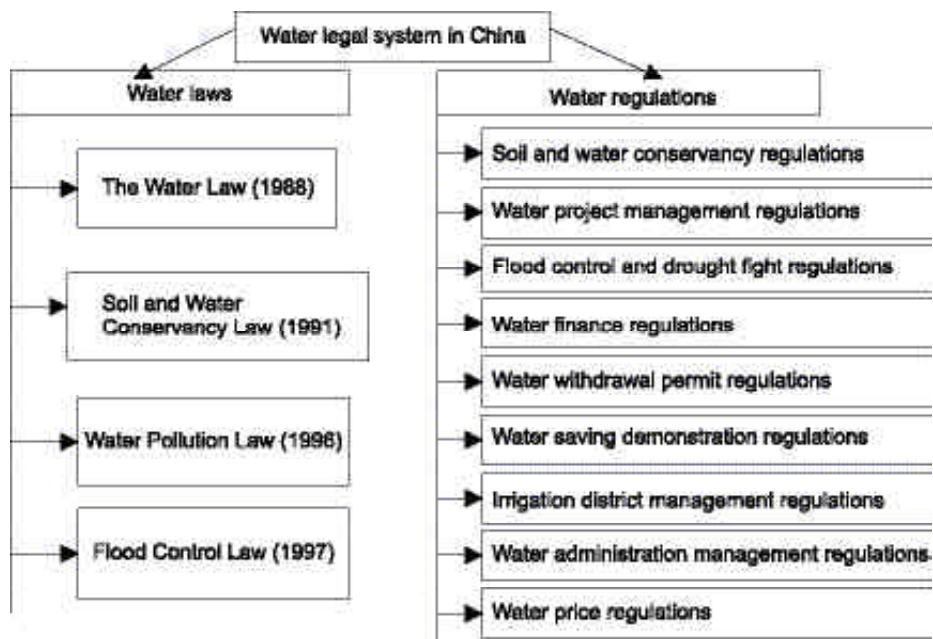 Water legal system in China
Water laws
The Water Law (1988)
Soil and Water
Conservancy Law (1991)
Water Pollution Law (1996)
Flood Control Law (1997)
Water regulations
Soil and water conservancy regulations
Water project management regulations
Flood control and drought fight regulations
Water finance regulations
Water withdrawal permit regulations
Water saving demonstration regulations
Irrigation district management regulations
Water administration management regulations
Water price regulations